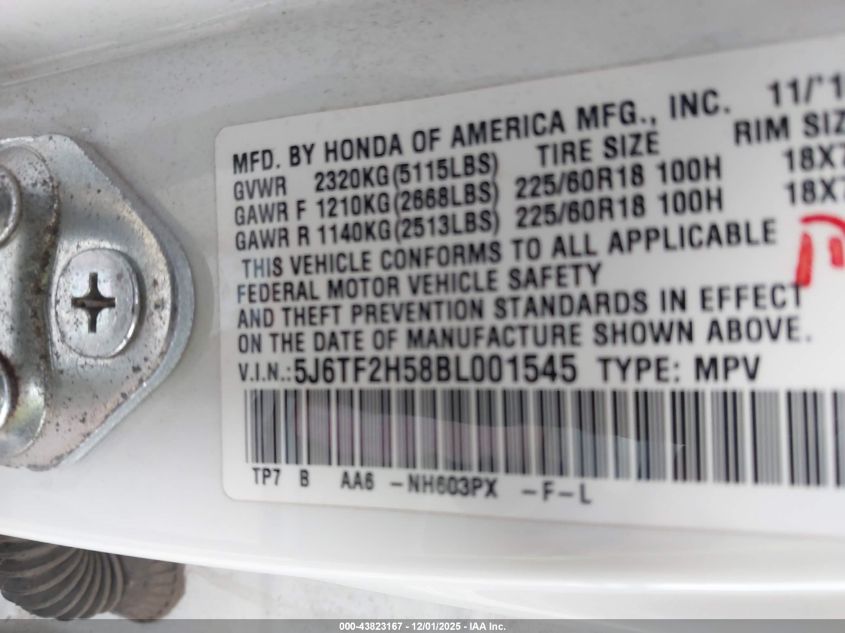 MFD. BY HONDA OF AMERICA MFG., INC. 11/'1
GVWR 2320KG(5115LBS) TIRE SIZE RIM SIZ
GAWR F 1210KG(2668LBS) 225/60R18 100H 18X7
GAWR R 1140KG(2513LBS) 225/60R18 100H 18X7
THIS VEHICLE CONFORMS TO ALL APPLICABLE
FEDERAL MOTOR VEHICLE SAFETY
AND THEFT PREVENTION STANDARDS IN EFFECT
ON THE DATE OF MANUFACTURE SHOWN ABOVE.
V.I.N.: 5J6TF2H58BL001545 TYPE: MPV
TP7 B AA6 -NH603PX -F-L
000-43823167 - 12/01/2025 - IAA Inc.